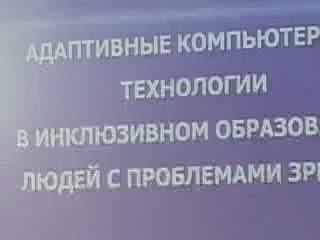 АДАПТИВНЫЕ КОМПЬЮТЕР
ТЕХНОЛОГИИ
В ИНКЛЮЗИВНОМ ОБРАЗОВ
ЛЮДЕЙ С ПРОБЛЕМАМИ ЗР